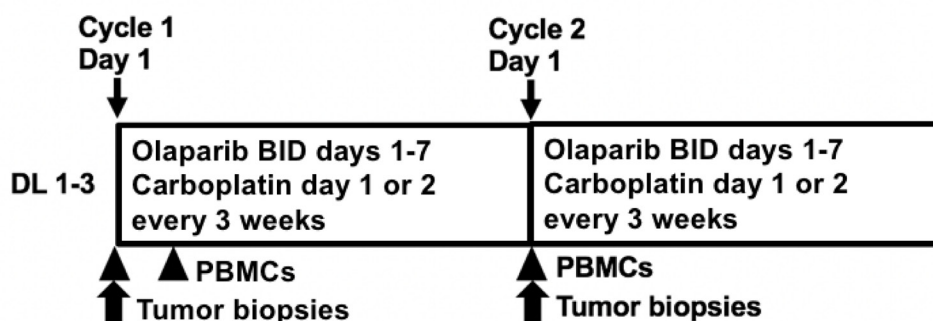 Cycle 1
Day 1
Cycle 2
Day 1
DL 1-3
Olaparib BID days 1-7
Carboplatin day 1 or 2
every 3 weeks
Olaparib BID days 1-7
Carboplatin day 1 or 2
every 3 weeks
PBMCs
Tumor biopsies
PBMCs
Tumor biopsies